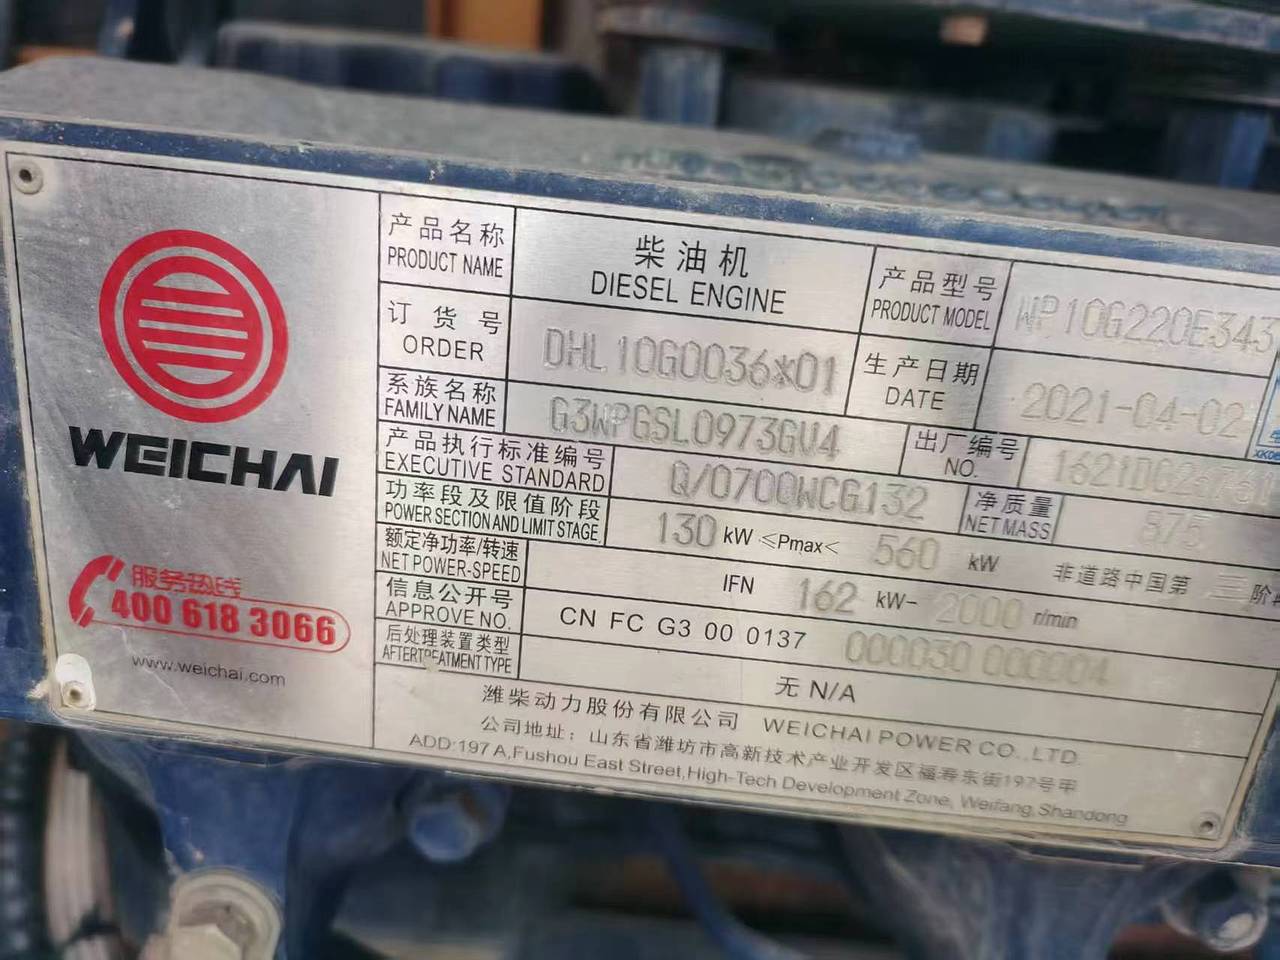 产品名称 柴油机 产品型号 WP10G220E343
PRODUCT NAME DIESEL ENGINE PRODUCT MODEL
订货号 DHL10G0036*01 生产日期 2021-04-02
ORDER DATE
系族名称 G3WPGSL0973GV4 出厂编号
FAMILY NAME NO.
产品执行标准编号 Q/0700WCG132 净质量 875
EXECUTIVE STANDARD NET MASS
功率段及限值阶段 130 kW ≤Pmax< 560 kW 非道路中国第 三 阶段
POWER SECTION AND LIMIT STAGE
额定净功率/转速 IFN 162 kW- 2000 r/min
NET POWER-SPEED
信息公开号 CN FC G3 00 0137 000030 000004
APPROVE NO.
后处理装置类型 无 N/A
AFTERTREATMENT TYPE
潍柴动力股份有限公司 WEICHAI POWER CO., LTD.
公司地址：山东省潍坊市高新技术产业开发区福寿东街197号甲
ADD:197 A,Fushou East Street,High-Tech Development Zone, Weifang, Shandong
WEICHAI
服务热线
400 618 3066
www.weichai.com